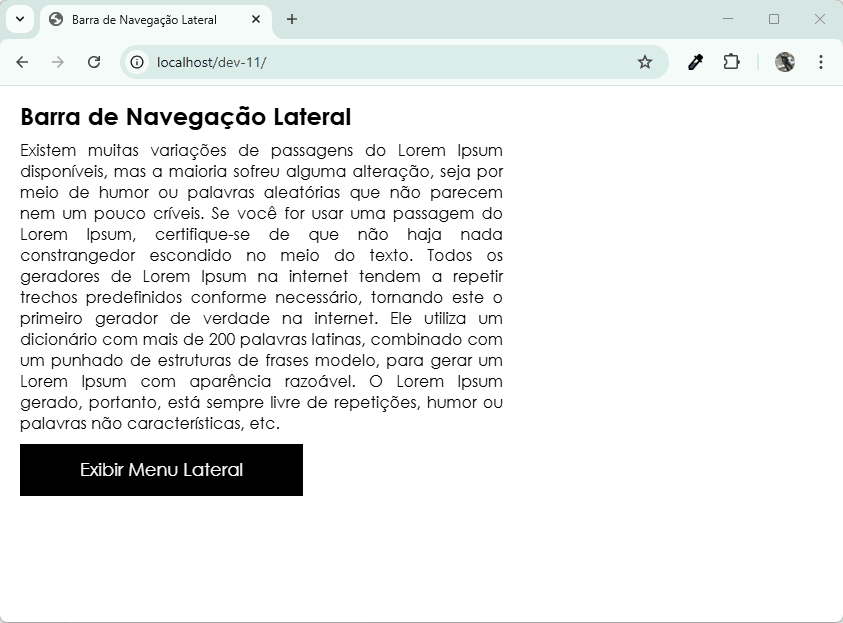 Barra de Navegação Lateral
localhost/dev-11/
Barra de Navegação Lateral
Existem muitas variações de passagens do Lorem Ipsum
disponíveis, mas a maioria sofreu alguma alteração, seja por
meio de humor ou palavras aleatórias que não parecem
nem um pouco críveis. Se você for usar uma passagem do
Lorem Ipsum, certifique-se de que não haja nada
constrangedor escondido no meio do texto. Todos os
geradores de Lorem Ipsum na internet tendem a repetir
trechos predefinidos conforme necessário, tornando este o
primeiro gerador de verdade na internet. Ele utiliza um
dicionário com mais de 200 palavras latinas, combinado com
um punhado de estruturas de frases modelo, para gerar um
Lorem Ipsum com aparência razoável. O Lorem Ipsum
gerado, portanto, está sempre livre de repetições, humor ou
palavras não características, etc.
Exibir Menu Lateral